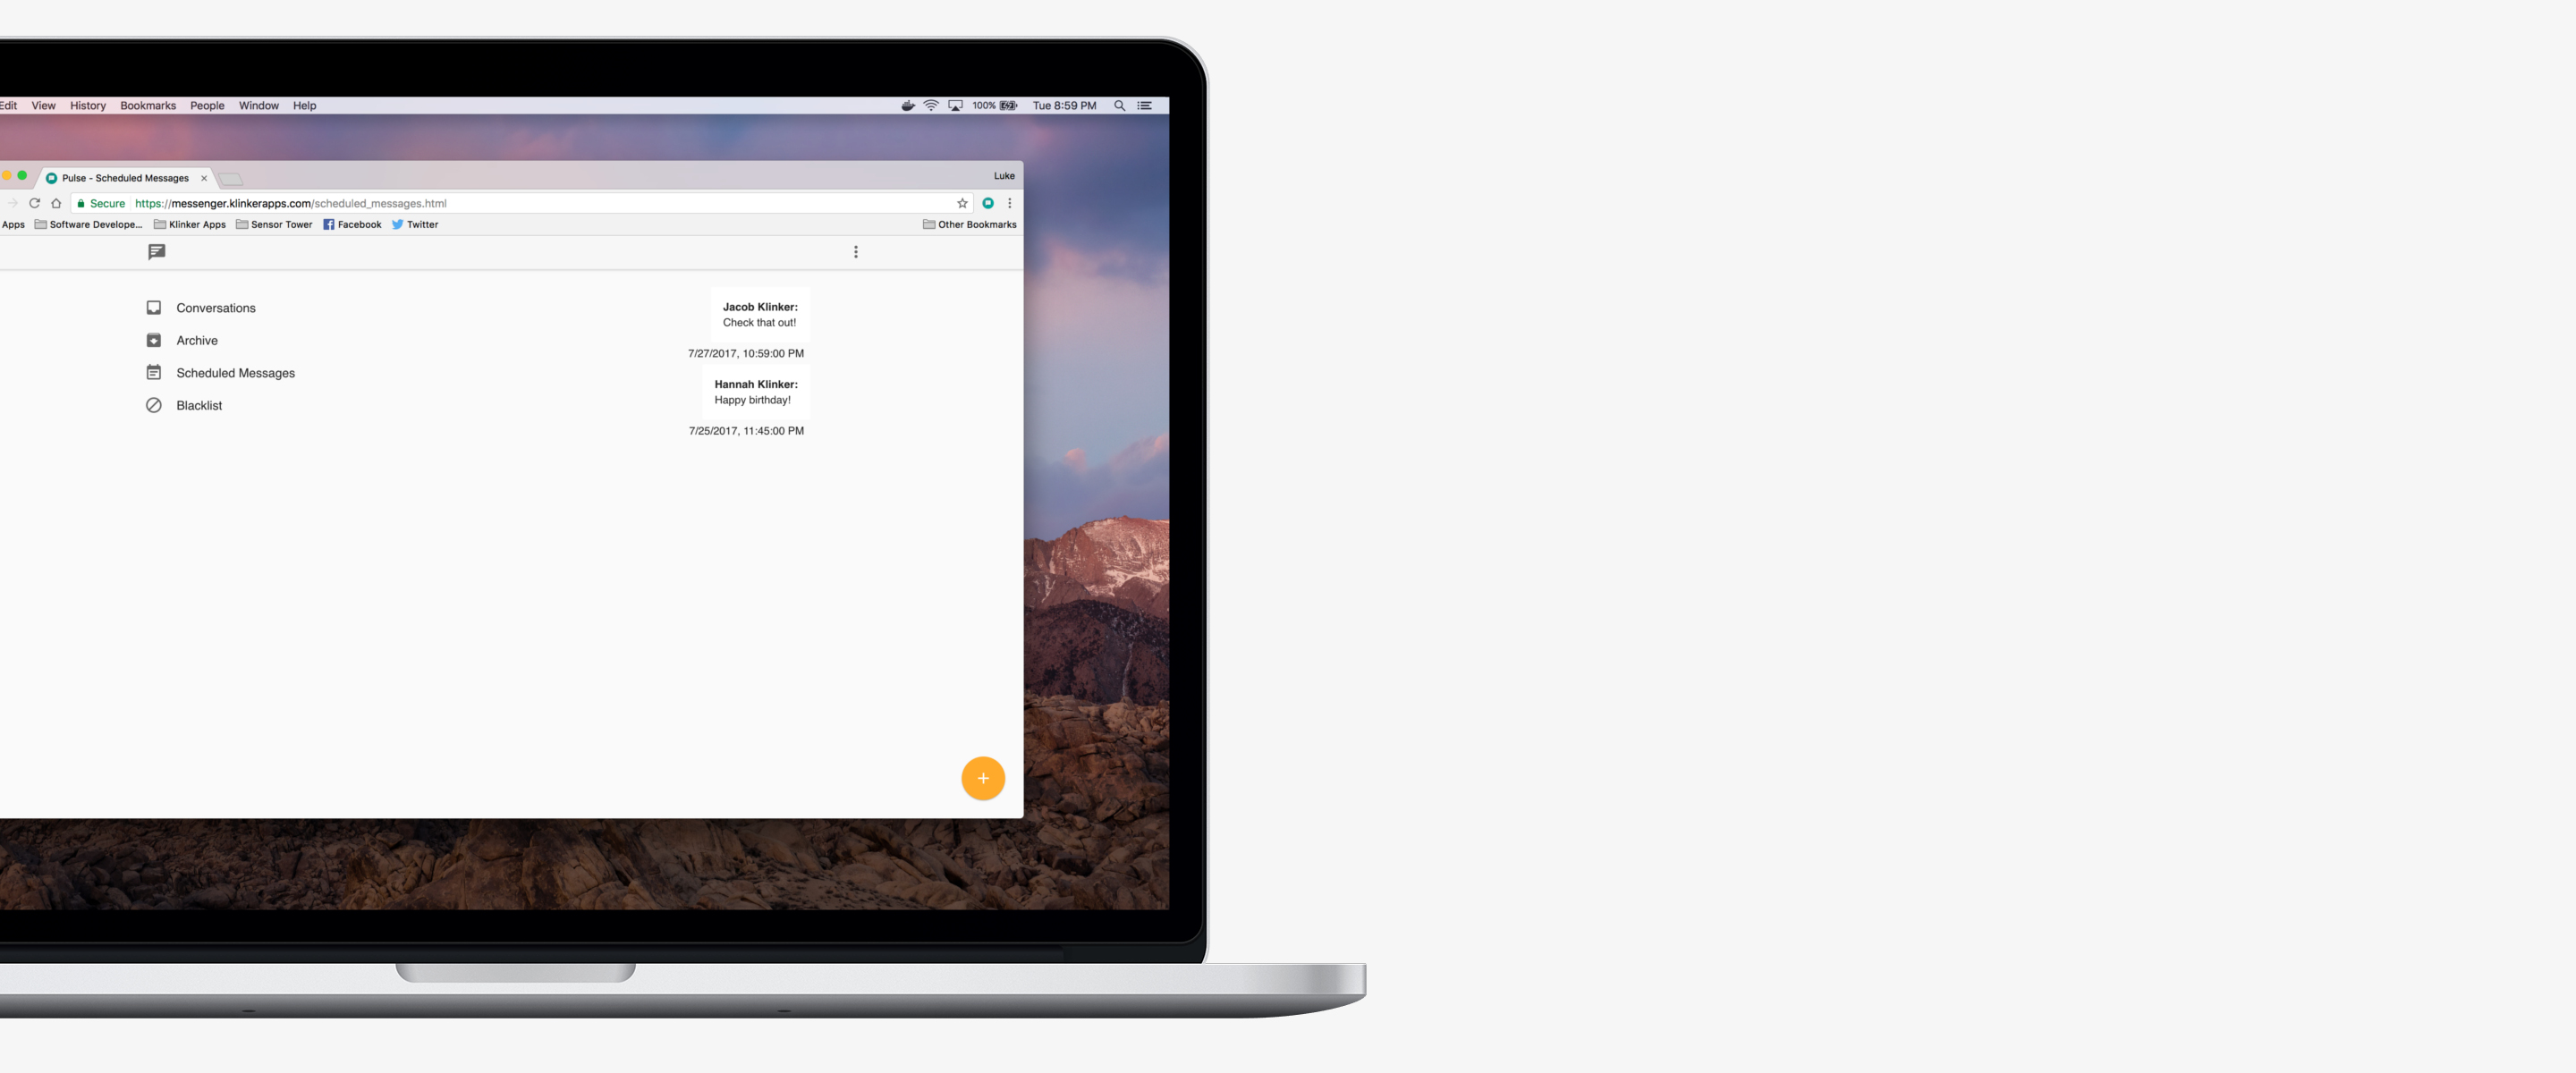 Edit View History Bookmarks People Window Help 100% Tue 8:59 PM
Pulse - Scheduled Messages Luke
Secure https://messenger.klinkerapps.com/scheduled_messages.html
Apps Software Develope... Klinker Apps Sensor Tower Facebook Twitter Other Bookmarks
Conversations
Archive
Scheduled Messages
Blacklist
Jacob Klinker:
Check that out!
7/27/2017, 10:59:00 PM
Hannah Klinker:
Happy birthday!
7/25/2017, 11:45:00 PM